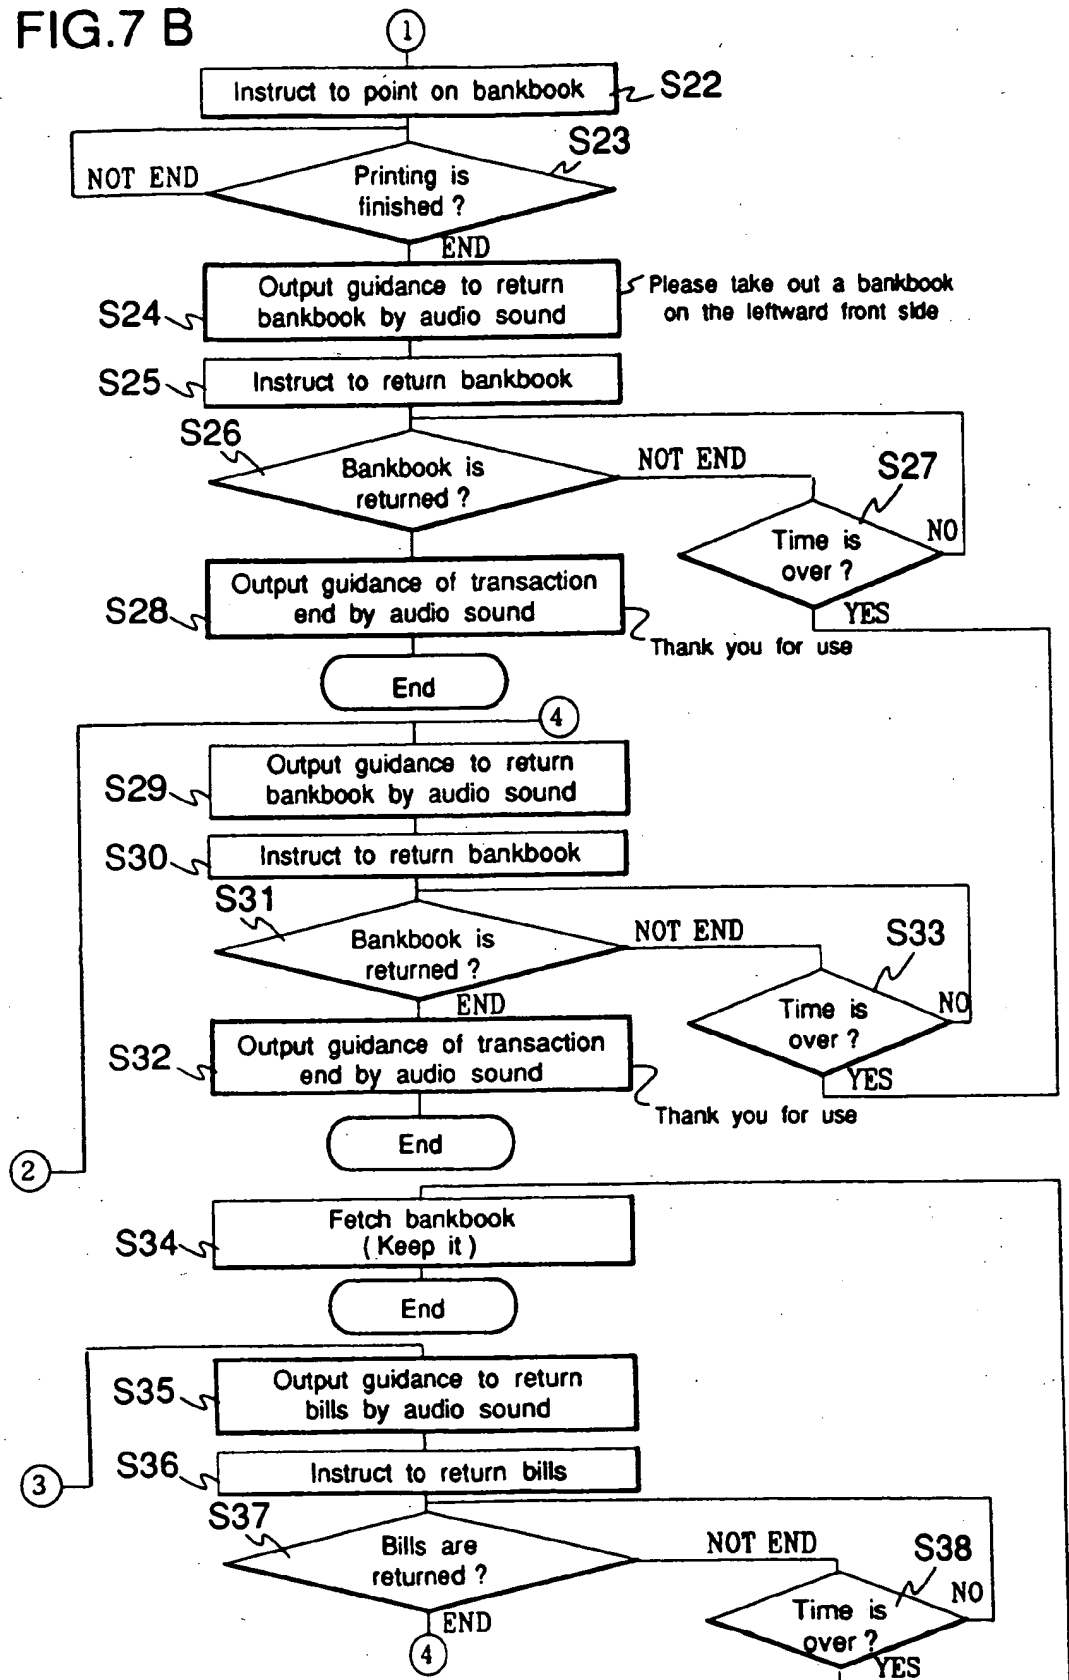 FIG.7 B
1
Instruct to point on bankbook
S22
S23
NOT END
Printing is
finished ?
END
Output guidance to return
bankbook by audio sound
S24
Please take out a bankbook
on the leftward front side
S25
Instruct to return bankbook
S26
Bankbook is
returned ?
NOT END
S27
Time is
over ?
NO
YES
Output guidance of transaction
end by audio sound
S28
Thank you for use
End
4
Output guidance to return
bankbook by audio sound
S29
S30
Instruct to return bankbook
S31
Bankbook is
returned ?
NOT END
S33
Time is
over ?
NO
END
YES
Output guidance of transaction
end by audio sound
S32
Thank you for use
End
2
Fetch bankbook
(Keep it)
S34
End
Output guidance to return
bills by audio sound
S35
S36
Instruct to return bills
3
S37
Bills are
returned ?
NOT END
S38
Time is
over ?
NO
END
YES
4